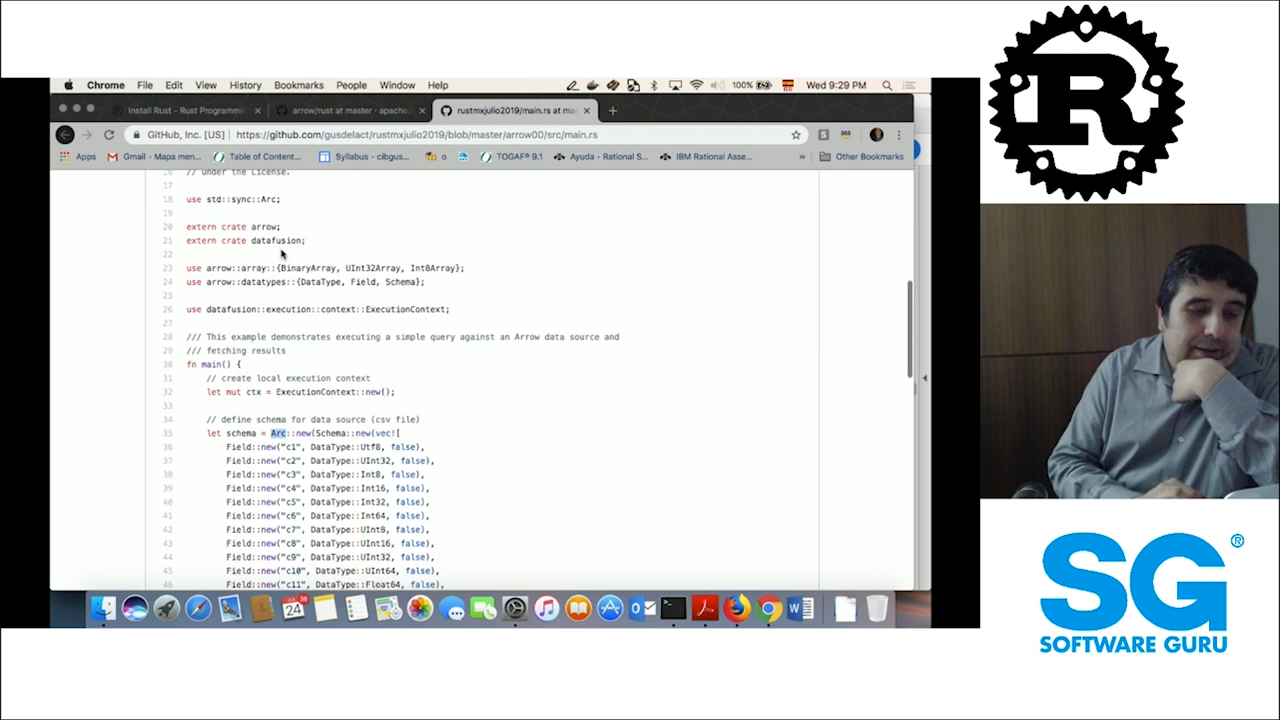 Chrome File Edit View History Bookmarks People Window Help 100% Wed 9:29 PM
Install Rust - Rust Programmi arrow/rust at master · apache rustmxjulio2019/main.rs at ma
GitHub, Inc. [US] https://github.com/gusdelact/rustmxjulio2019/blob/master/arrow00/src/main.rs
Apps Gmail - Mapa men... Table of Content... Syllabus - cibgus... o TOGAF® 9.1 Ayuda - Rational S... IBM Rational Asse... » Other Bookmarks
16 // under the License.
17
18 use std::sync::Arc;
19
20 extern crate arrow;
21 extern crate datafusion;
22
23 use arrow::array::{BinaryArray, UInt32Array, Int8Array};
24 use arrow::datatypes::{DataType, Field, Schema};
25
26 use datafusion::execution::context::ExecutionContext;
27
28 /// This example demonstrates executing a simple query against an Arrow data source and
29 /// fetching results
30 fn main() {
31 // create local execution context
32 let mut ctx = ExecutionContext::new();
33
34 // define schema for data source (csv file)
35 let schema = Arc::new(Schema::new(vec![
36 Field::new("c1", DataType::Utf8, false),
37 Field::new("c2", DataType::UInt32, false),
38 Field::new("c3", DataType::Int8, false),
39 Field::new("c4", DataType::Int16, false),
40 Field::new("c5", DataType::Int32, false),
41 Field::new("c6", DataType::Int64, false),
42 Field::new("c7", DataType::UInt8, false),
43 Field::new("c8", DataType::UInt16, false),
44 Field::new("c9", DataType::UInt32, false),
45 Field::new("c10", DataType::UInt64, false),
46 Field::new("c11", DataType::Float64, false),
24
R
SG®
SOFTWARE GURU